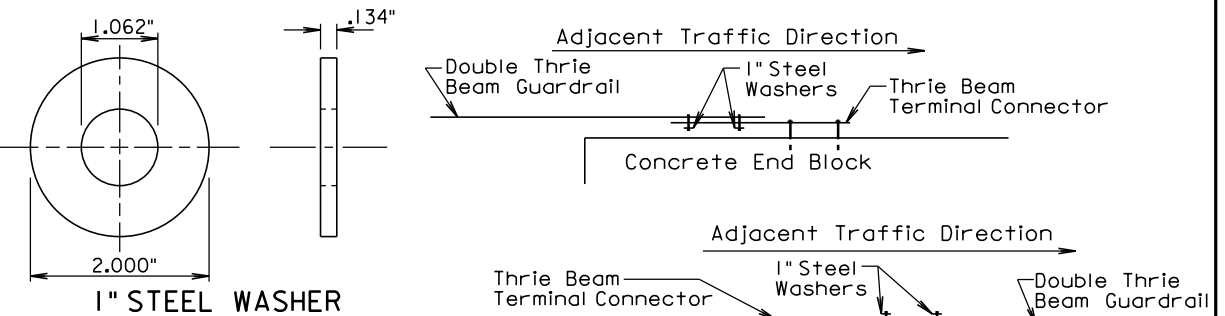 1.062"
.134"
2.000"
1" STEEL WASHER
Adjacent Traffic Direction
Double Thrie
Beam Guardrail
1" Steel
Washers
Thrie Beam
Terminal Connector
Concrete End Block
Adjacent Traffic Direction
Thrie Beam
Terminal Connector
1" Steel
Washers
Double Thrie
Beam Guardrail